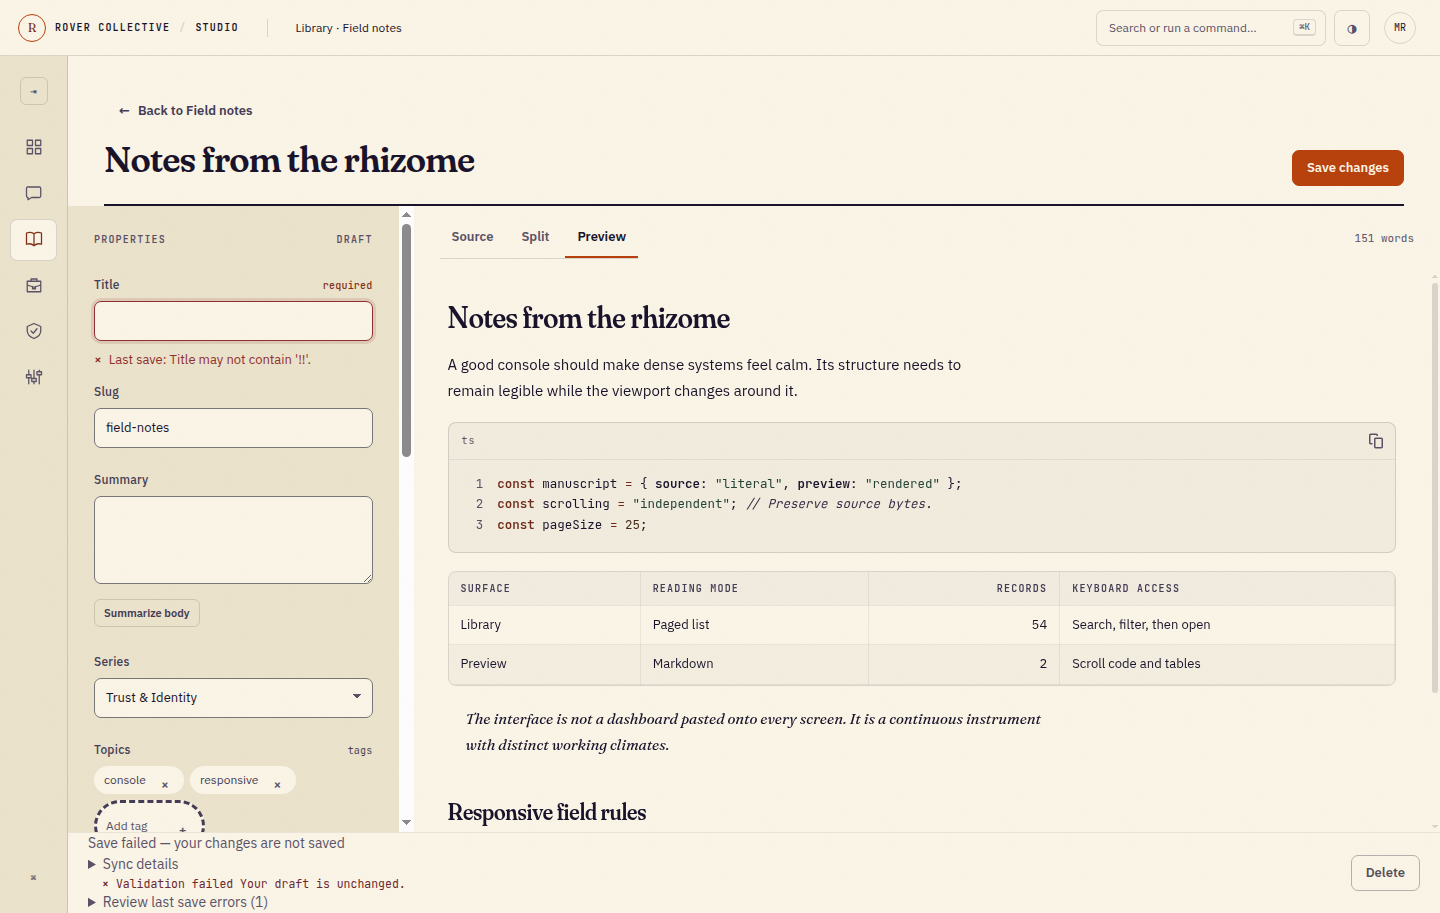 R ROVER COLLECTIVE / STUDIO
Library · Field notes
Search or run a command... ⌘K
MR
← Back to Field notes
Notes from the rhizome
Save changes
PROPERTIES DRAFT
Title required
× Last save: Title may not contain '!!'.
Slug
field-notes
Summary
Summarize body
Series
Trust & Identity
Topics tags
console × responsive ×
Add tag +
Source Split Preview
151 words
Notes from the rhizome
A good console should make dense systems feel calm. Its structure needs to
remain legible while the viewport changes around it.
ts
1 const manuscript = { source: "literal", preview: "rendered" };
2 const scrolling = "independent"; // Preserve source bytes.
3 const pageSize = 25;
SURFACE READING MODE RECORDS KEYBOARD ACCESS
Library Paged list 54 Search, filter, then open
Preview Markdown 2 Scroll code and tables
The interface is not a dashboard pasted onto every screen. It is a continuous instrument
with distinct working climates.
Responsive field rules
⌘
Save failed — your changes are not saved
▶ Sync details
× Validation failed Your draft is unchanged.
▶ Review last save errors (1)
Delete